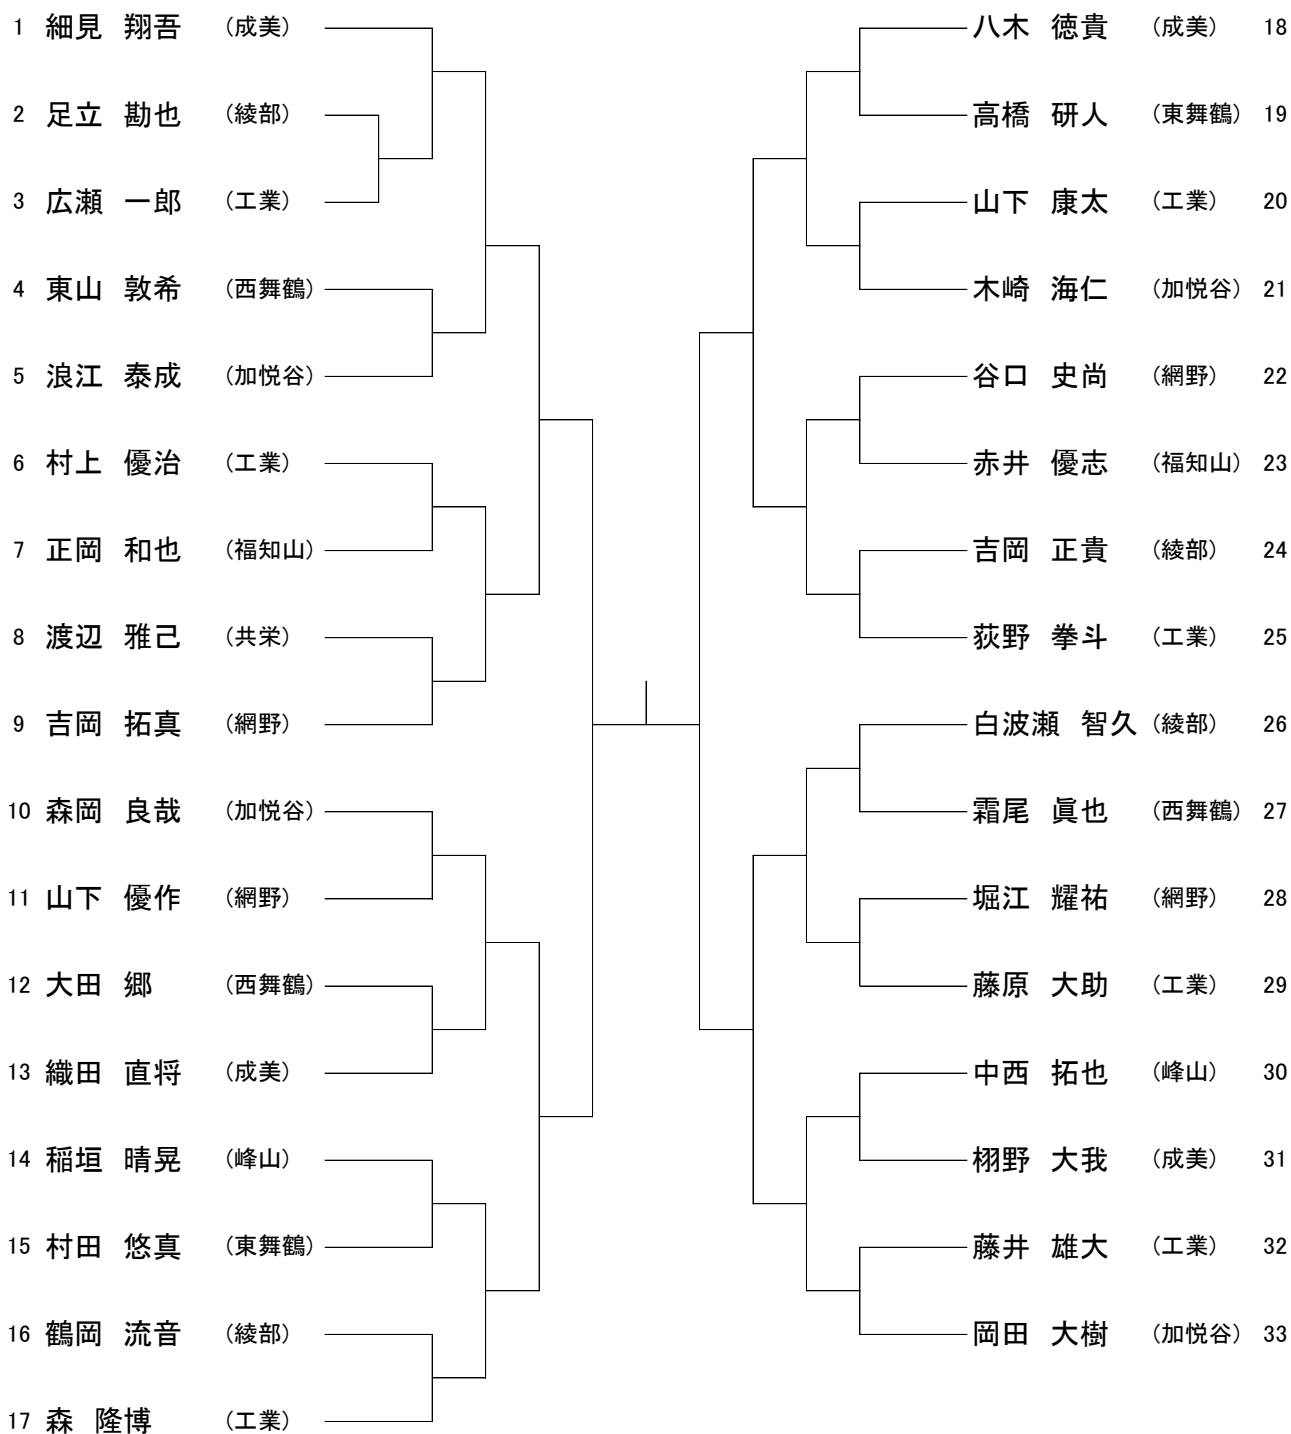 1 細見 翔吾 （成美）
2 足立 勘也 （綾部）
3 広瀬 一郎 （工業）
4 東山 敦希 （西舞鶴）
5 浪江 泰成 （加悦谷）
6 村上 優治 （工業）
7 正岡 和也 （福知山）
8 渡辺 雅己 （共栄）
9 吉岡 拓真 （網野）
10 森岡 良哉 （加悦谷）
11 山下 優作 （網野）
12 大田 郷 （西舞鶴）
13 織田 直将 （成美）
14 稲垣 晴晃 （峰山）
15 村田 悠真 （東舞鶴）
16 鶴岡 流音 （綾部）
17 森 隆博 （工業）
八木 徳貴 （成美） 18
高橋 研人 （東舞鶴） 19
山下 康太 （工業） 20
木崎 海仁 （加悦谷） 21
谷口 史尚 （網野） 22
赤井 優志 （福知山） 23
吉岡 正貴 （綾部） 24
荻野 拳斗 （工業） 25
白波瀬 智久 （綾部） 26
霜尾 眞也 （西舞鶴） 27
堀江 耀祐 （網野） 28
藤原 大助 （工業） 29
中西 拓也 （峰山） 30
栩野 大我 （成美） 31
藤井 雄大 （工業） 32
岡田 大樹 （加悦谷） 33